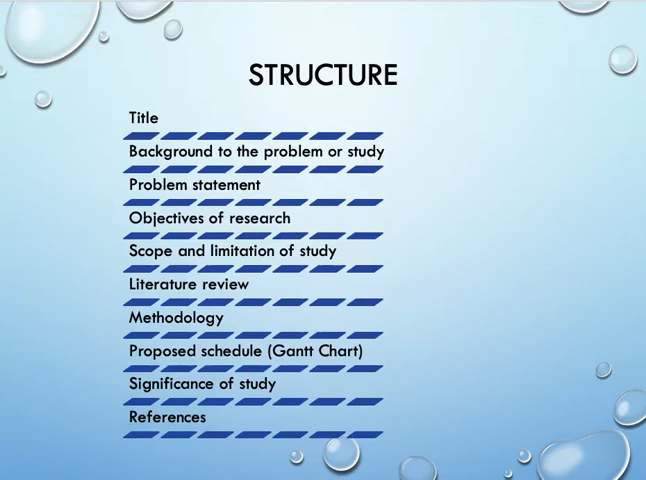 STRUCTURE
Title
Background to the problem or study
Problem statement
Objectives of research
Scope and limitation of study
Literature review
Methodology
Proposed schedule (Gantt Chart)
Significance of study
References